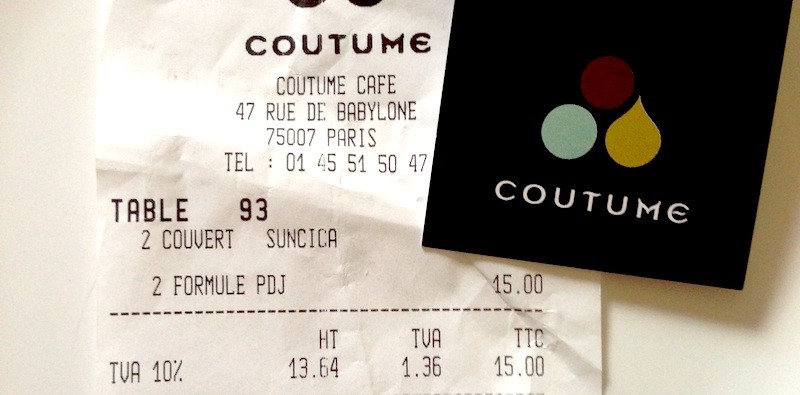 COUTUME
COUTUME CAFE
47 RUE DE BABYLONE
75007 PARIS
TEL : 01 45 51 50 47
TABLE 93
2 COUVERT SUNCICA
2 FORMULE PDJ 15.00
HT TVA TTC
TVA 10% 13.64 1.36 15.00
COUTUME